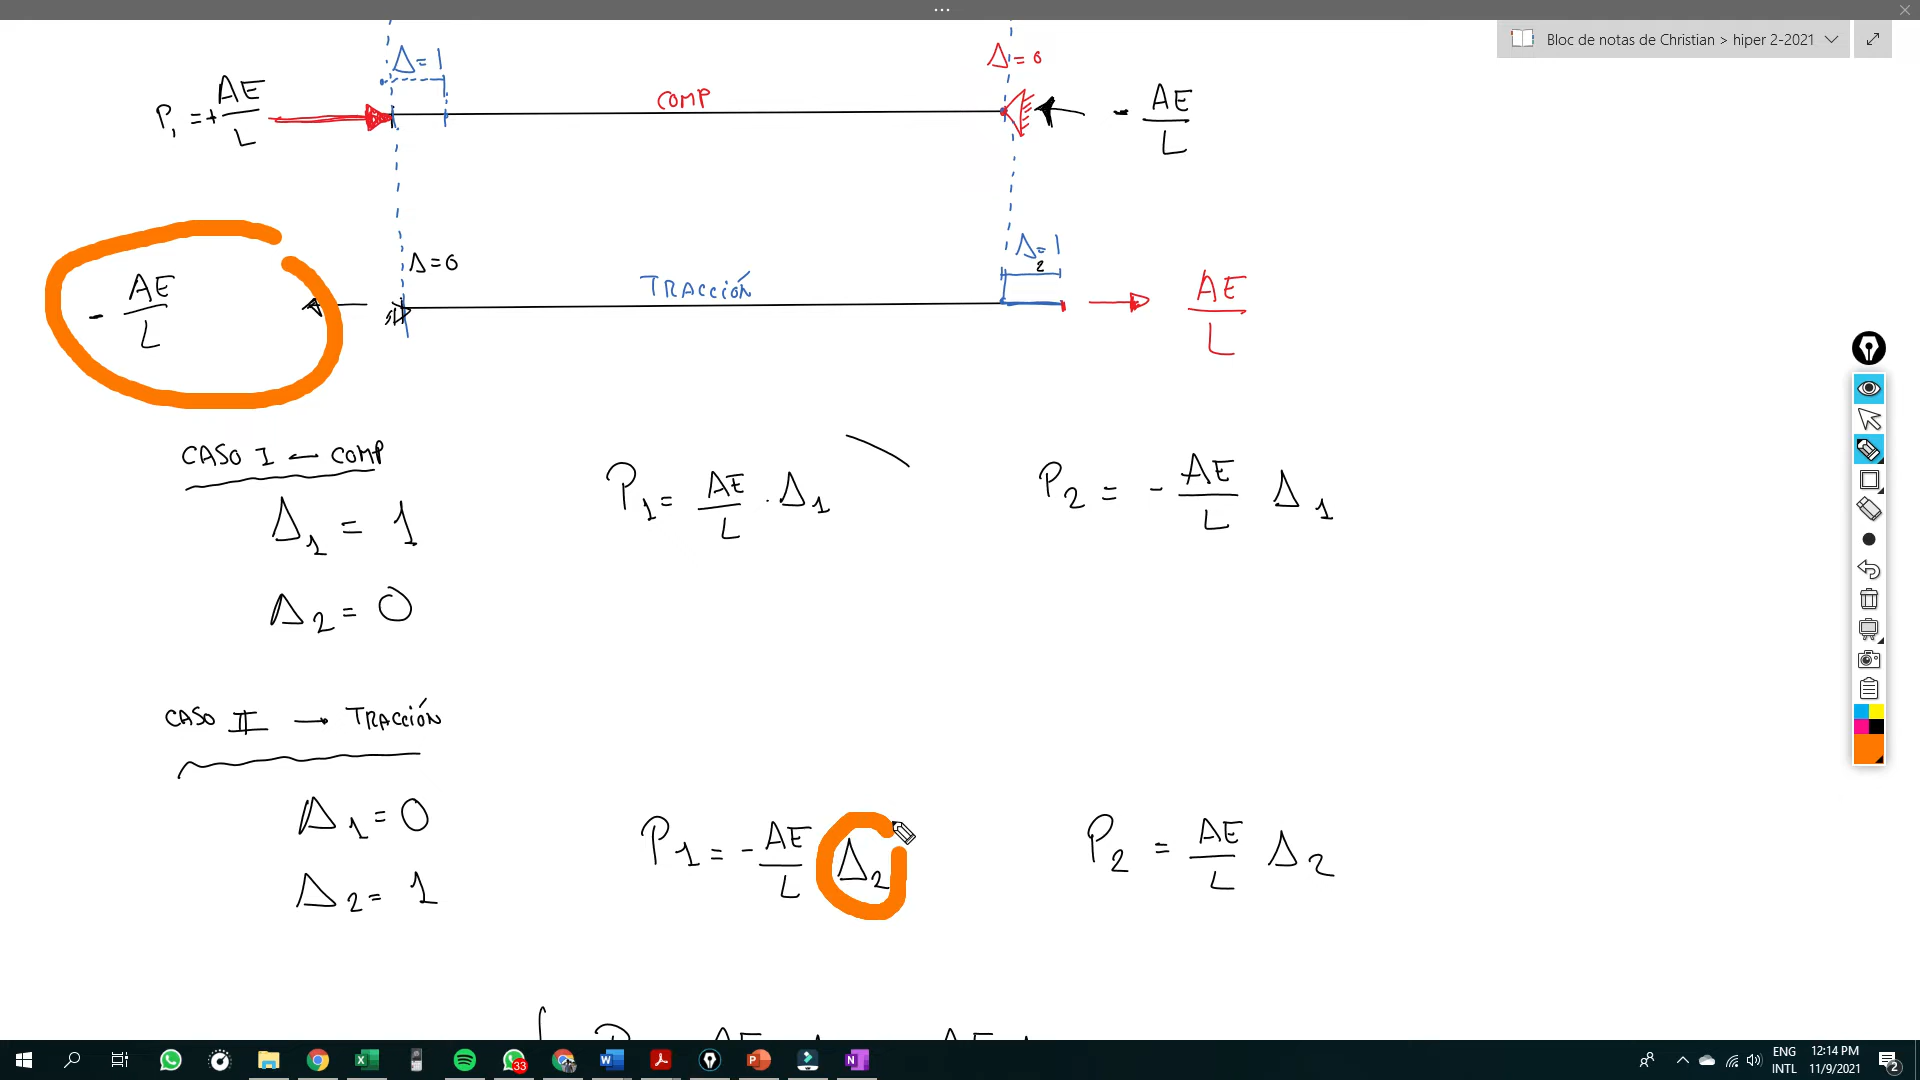 Bloc de notas de Christian > hiper 2-2021
Δ=1
Δ=0
P₁ =+ AE/L
COMP
- AE/L
Δ=0
TRACCIÓN
Δ₂=1
- AE/L
AE/L
CASO I – COMP
Δ₁ = 1
P₁ = AE/L . Δ₁
P₂ = - AE/L Δ₁
Δ₂ = 0
CASO II → TRACCIÓN
Δ₁ = 0
P₁ = - AE/L Δ₂
P₂ = AE/L Δ₂
Δ₂ = 1
33
ENG
INTL
12:14 PM
11/9/2021
2